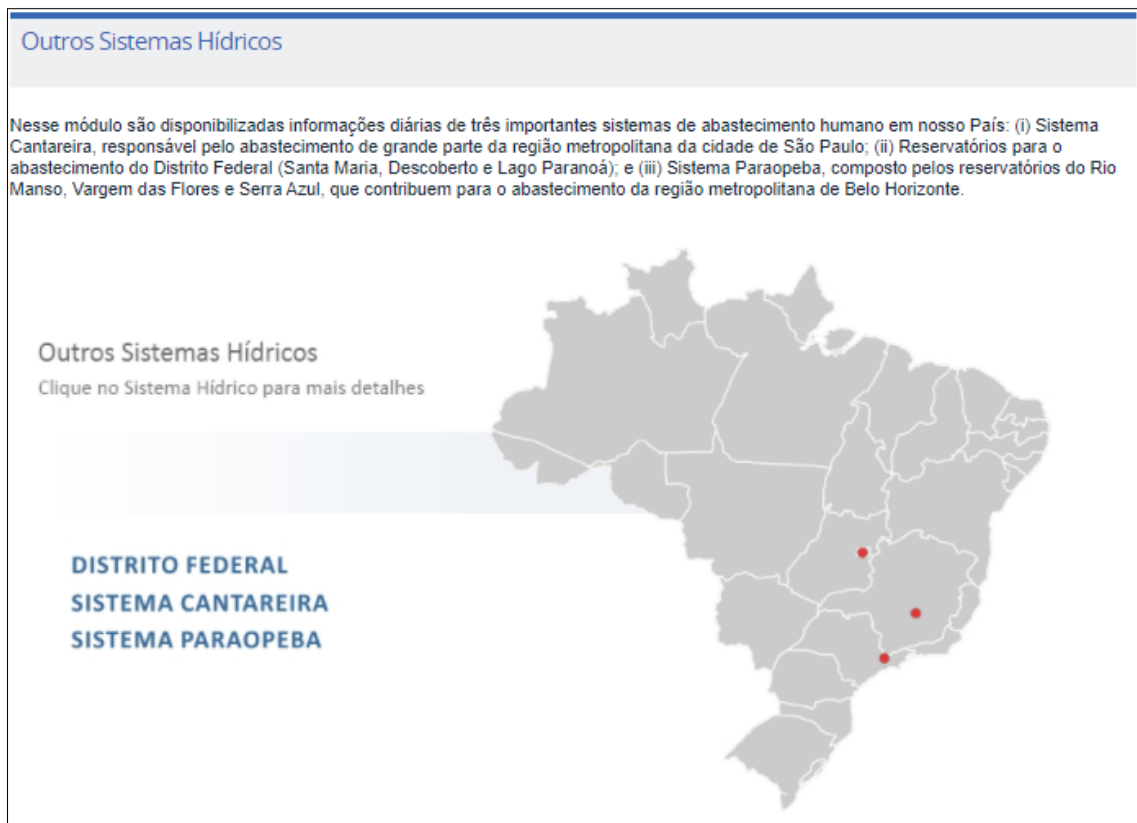 Outros Sistemas Hídricos
Nesse módulo são disponibilizadas informações diárias de três importantes sistemas de abastecimento humano em nosso País: (i) Sistema
Cantareira, responsável pelo abastecimento de grande parte da região metropolitana da cidade de São Paulo; (ii) Reservatórios para o
abastecimento do Distrito Federal (Santa Maria, Descoberto e Lago Paranoá); e (iii) Sistema Paraopeba, composto pelos reservatórios do Rio
Manso, Vargem das Flores e Serra Azul, que contribuem para o abastecimento da região metropolitana de Belo Horizonte.
Outros Sistemas Hídricos
Clique no Sistema Hídrico para mais detalhes
DISTRITO FEDERAL
SISTEMA CANTAREIRA
SISTEMA PARAOPEBA